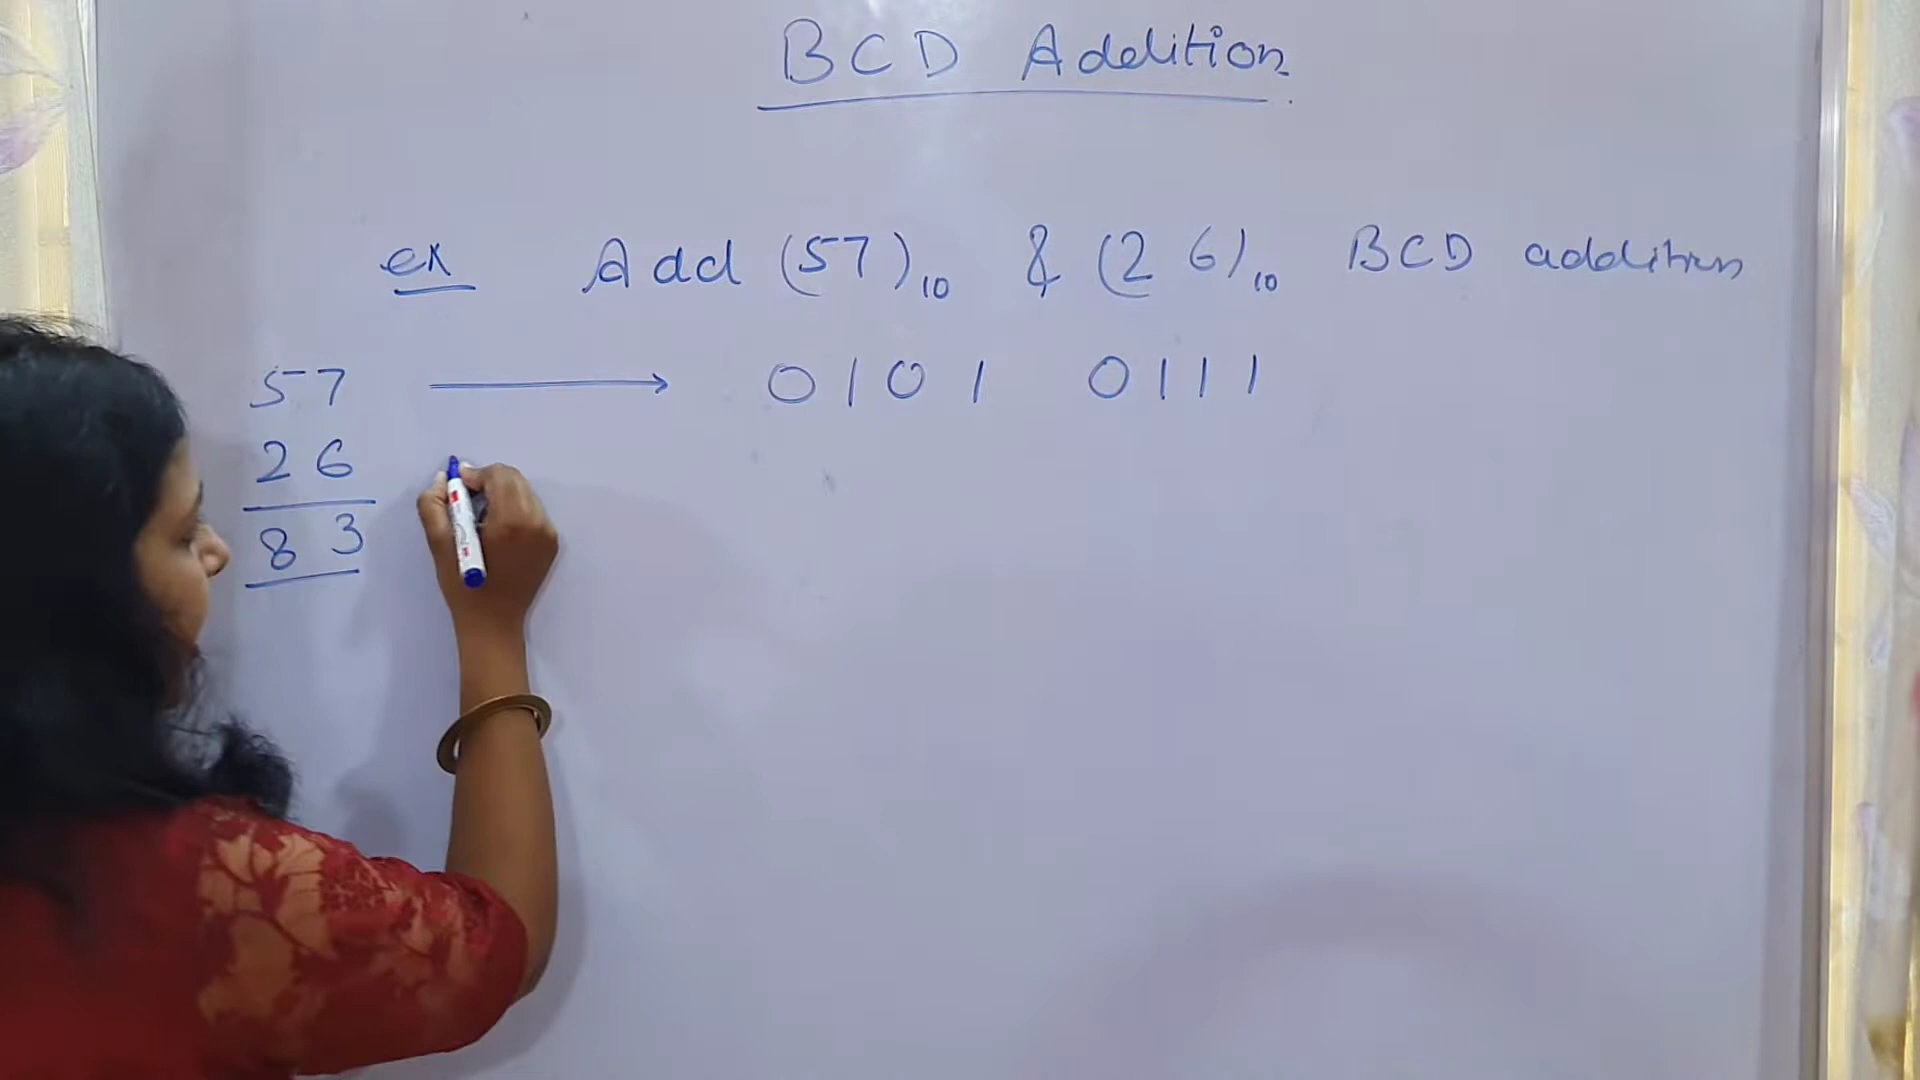 BCD Addition
ex Add (57)₁₀ & (26)₁₀ BCD addition
57 → 0101 0111
26
83